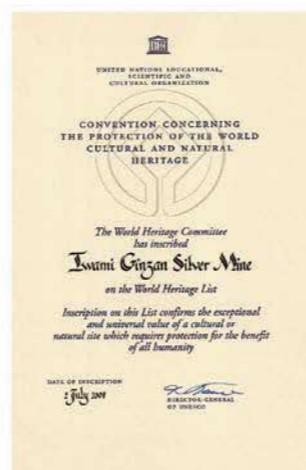 UNITED NATIONS EDUCATIONAL,
SCIENTIFIC AND
CULTURAL ORGANIZATION
CONVENTION CONCERNING
THE PROTECTION OF THE WORLD
CULTURAL AND NATURAL
HERITAGE
The World Heritage Committee
has inscribed
Iwami Ginzan Silver Mine
on the World Heritage List
Inscription on this List confirms the exceptional
and universal value of a cultural or
natural site which requires protection for the benefit
of all humanity
DATE OF INSCRIPTION
2 July
DIRECTOR-GENERAL
OF UNESCO